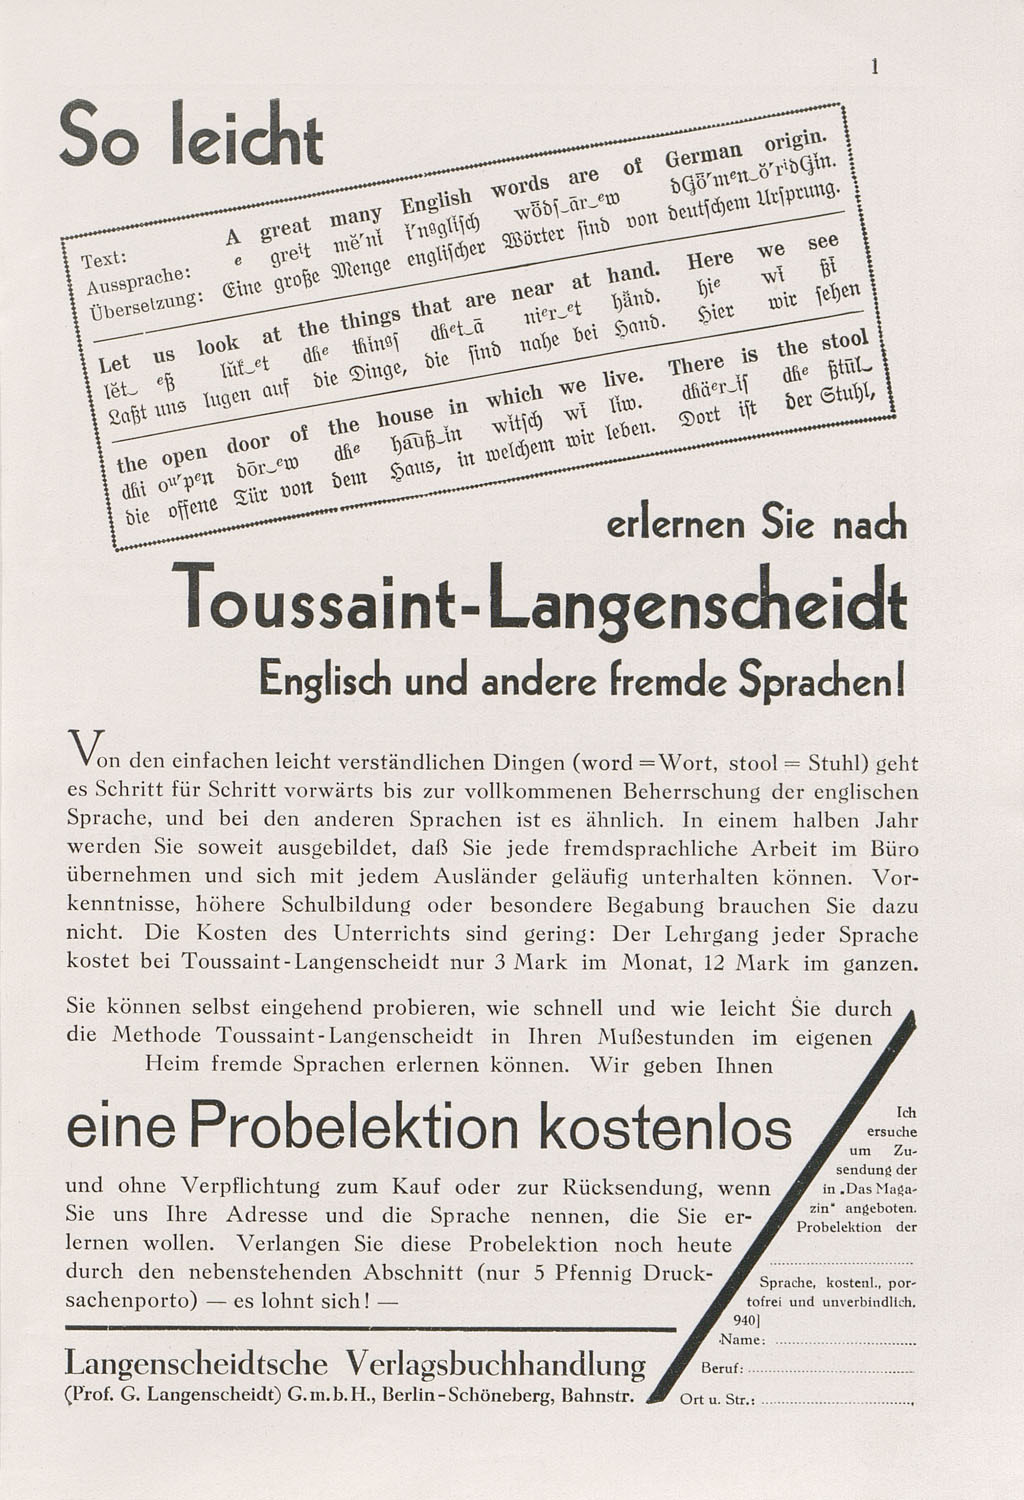 1
So leicht
Text: A great many English words are of German origin.
Aussprache: e greⁱt mĕ'nĭ ĭ'nᵍglisch
Übersetzung: Eine große Menge englischer Wörter sind von deutschem Ursprung.
Let us look at the things that are near at hand. Here we see
Laßt uns lugen auf die Dinge, die sind nahe bei Hand. Hier wir sehen
the open door of the house in which we live. There is the stool
die offene Tür von dem Haus, in welchem wir leben. Dort ist der Stuhl,
erlernen Sie nach
Toussaint-Langenscheidt
Englisch und andere fremde Sprachen!
Von den einfachen leicht verständlichen Dingen (word = Wort, stool = Stuhl) geht
es Schritt für Schritt vorwärts bis zur vollkommenen Beherrschung der englischen
Sprache, und bei den anderen Sprachen ist es ähnlich. In einem halben Jahr
werden Sie soweit ausgebildet, daß Sie jede fremdsprachliche Arbeit im Büro
übernehmen und sich mit jedem Ausländer geläufig unterhalten können. Vor-
kenntnisse, höhere Schulbildung oder besondere Begabung brauchen Sie dazu
nicht. Die Kosten des Unterrichts sind gering: Der Lehrgang jeder Sprache
kostet bei Toussaint-Langenscheidt nur 3 Mark im Monat, 12 Mark im ganzen.
Sie können selbst eingehend probieren, wie schnell und wie leicht Sie durch
die Methode Toussaint-Langenscheidt in Ihren Mußestunden im eigenen
Heim fremde Sprachen erlernen können. Wir geben Ihnen
eine Probelektion kostenlos
und ohne Verpflichtung zum Kauf oder zur Rücksendung, wenn
Sie uns Ihre Adresse und die Sprache nennen, die Sie er-
lernen wollen. Verlangen Sie diese Probelektion noch heute
durch den nebenstehenden Abschnitt (nur 5 Pfennig Druck-
sachenporto) — es lohnt sich! —
Langenscheidtsche Verlagsbuchhandlung
(Prof. G. Langenscheidt) G.m.b.H., Berlin-Schöneberg, Bahnstr.
Ich
ersuche
um Zu-
sendung der
in „Das Maga-
zin“ angeboten.
Probelektion der
Sprache, kostenl., por-
tofrei und unverbindlich.
940]
Name:
Beruf:
Ort u. Str.: